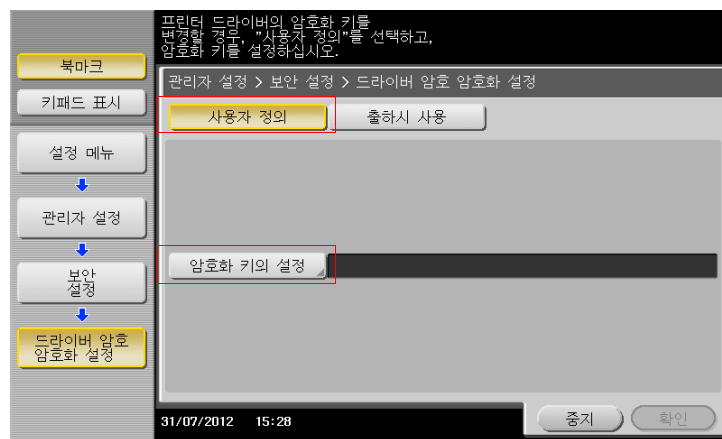 프린터 드라이버의 암호화 키를
변경할 경우, "사용자 정의"를 선택하고,
암호화 키를 설정하십시오.
북마크
키패드 표시
관리자 설정 > 보안 설정 > 드라이버 암호 암호화 설정
사용자 정의
출하시 사용
설정 메뉴
관리자 설정
암호화 키의 설정
보안
설정
드라이버 암호
암호화 설정
31/07/2012 15:28
중지
확인